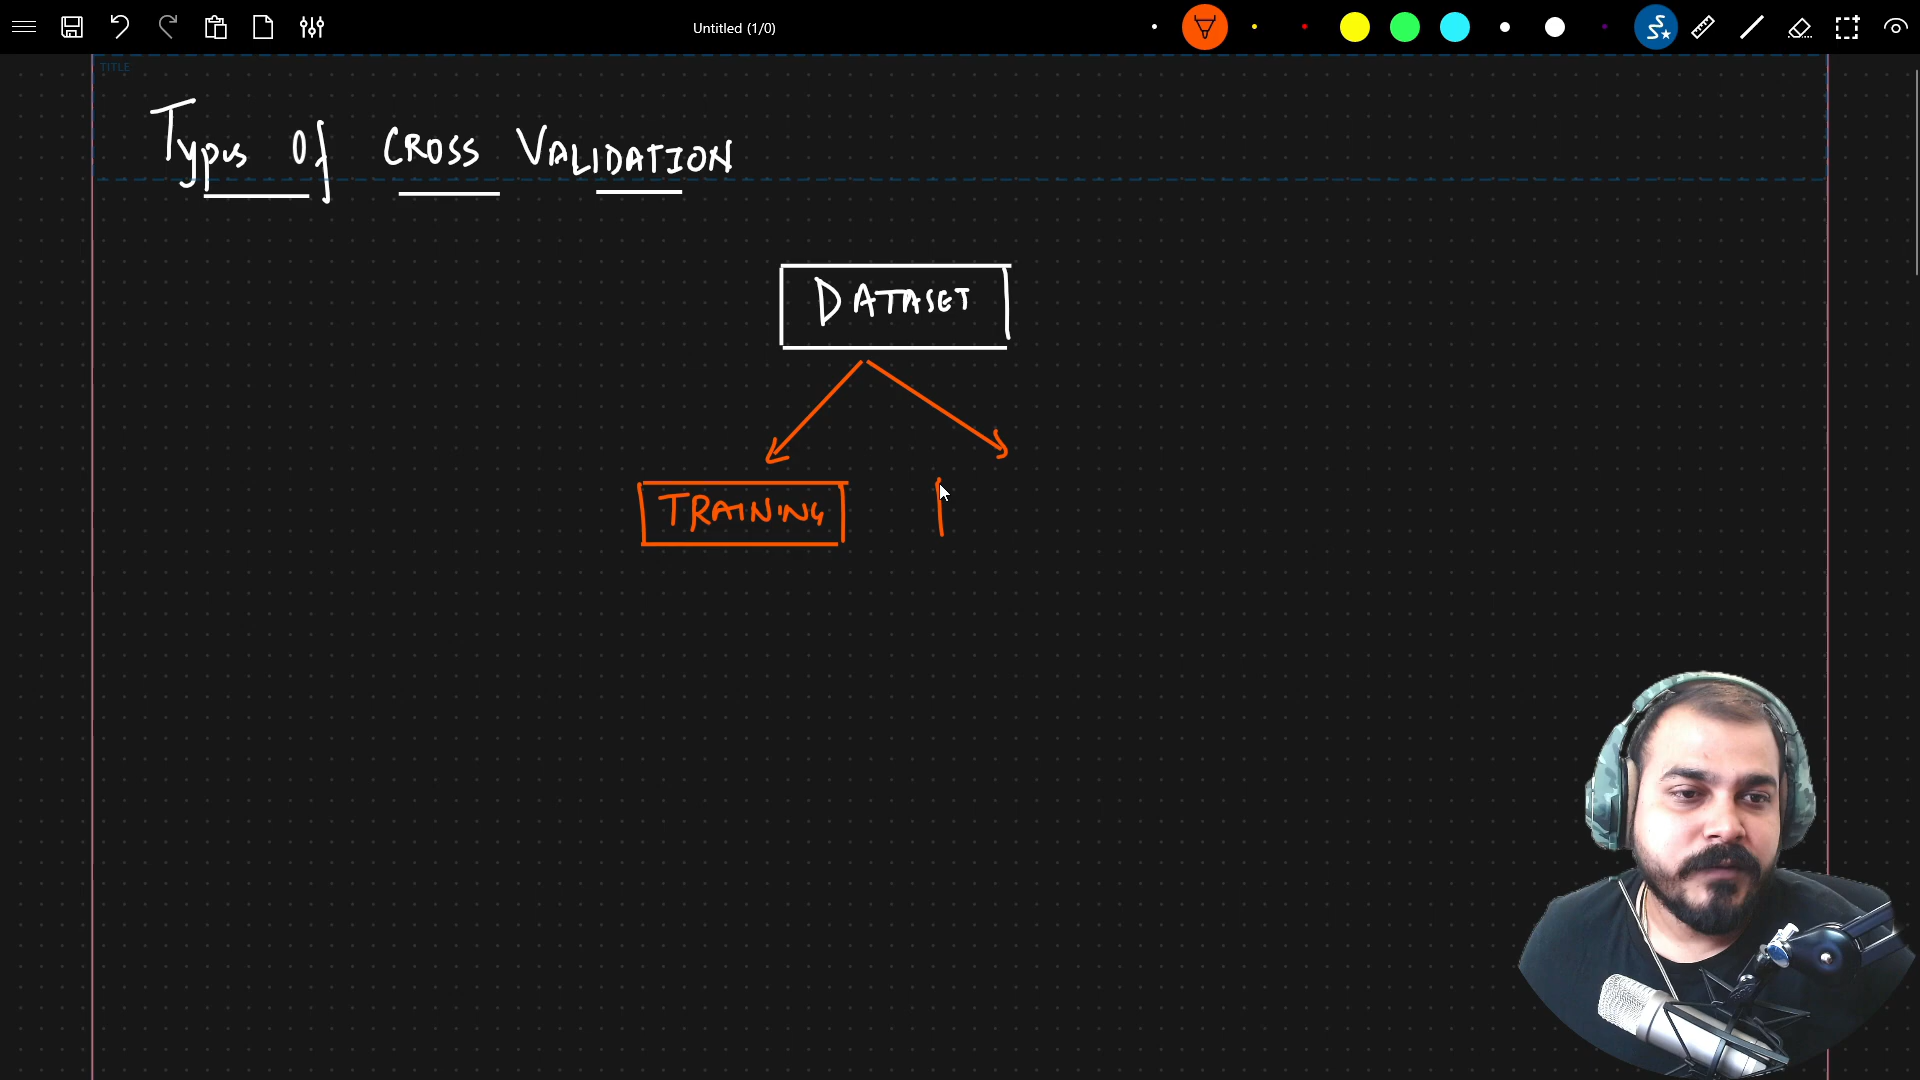 Untitled (1/0)
TITLE
Types Of CROSS VALIDATION
DATASET
TRAINING